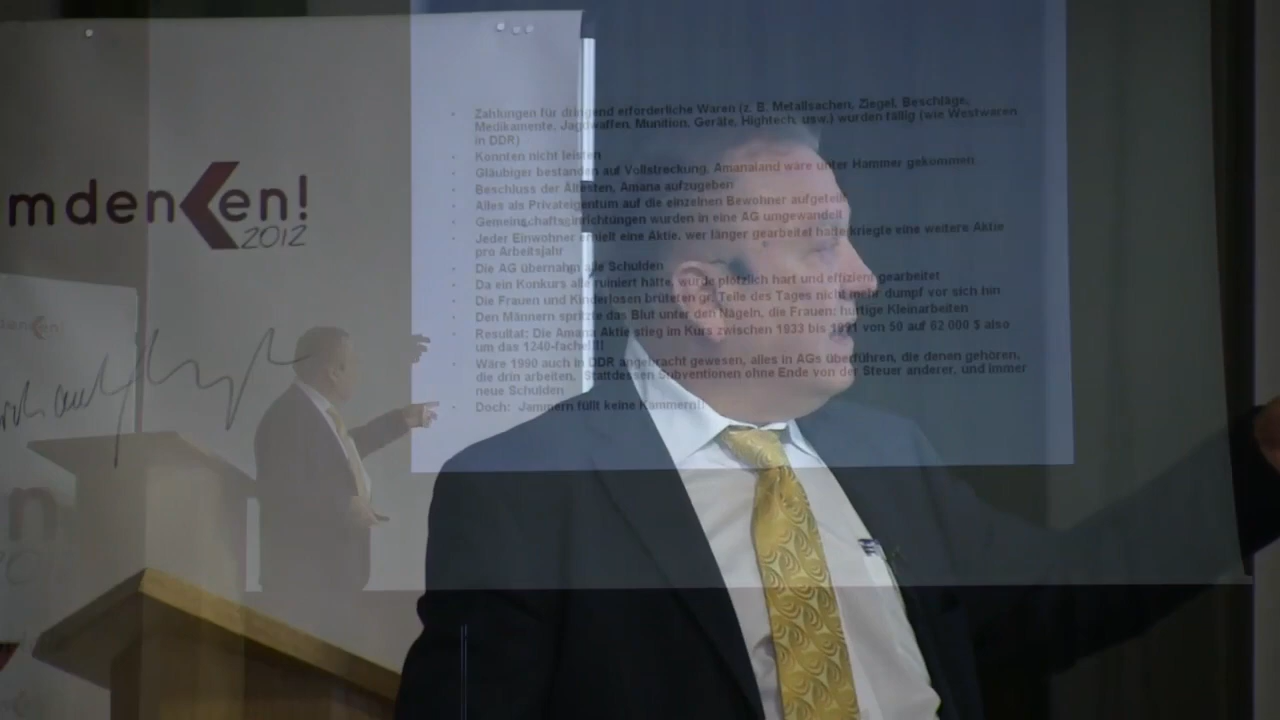 mdenken!
2012
Zahlungen für dringend erforderliche Waren (z. B. Metallsachen, Ziegel, Beschläge,
Medikamente, Jagdwaffen, Munition, Geräte, Hightech, usw.) wurden fällig (wie Westwaren
in DDR)
Konnten nicht leisten
Gläubiger bestanden auf Vollstreckung, Amanaland wäre unter Hammer gekommen
Beschluss der Ältesten, Amana aufzugeben
Alles als Privateigentum auf die einzelnen Bewohner aufgeteilt
Gemeinschaftseinrichtungen wurden in eine AG umgewandelt
Jeder Einwohner erhielt eine Aktie, wer länger gearbeitet hatte kriegte eine weitere Aktie
pro Arbeitsjahr
Die AG übernahm alle Schulden
Da ein Konkurs alle ruiniert hätte, wurde plötzlich hart und effizient gearbeitet
Die Frauen und Kinderlosen brüteten gr. Teile des Tages nicht mehr dumpf vor sich hin
Den Männern spritzte das Blut unter den Nägeln, die Frauen: hurtige Kleinarbeiten
Resultat: Die Amana Aktie stieg im Kurs zwischen 1933 bis 1991 von 50 auf 62 000 $ also
um das 1240-fache!!!!
Wäre 1990 auch in DDR angebracht gewesen, alles in AGs überführen, die denen gehören,
die drin arbeiten. Stattdessen Subventionen ohne Ende von der Steuer anderer, und immer
neue Schulden
Doch: Jammern füllt keine Kammern!!